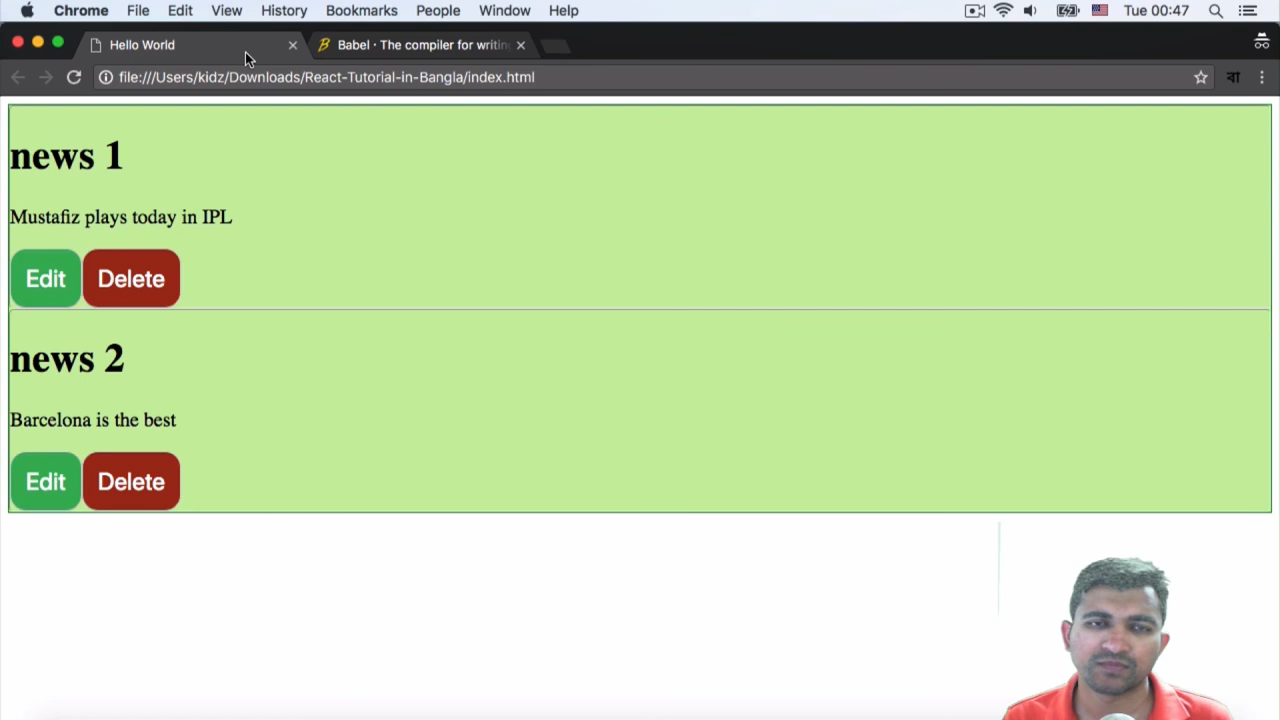 Chrome File Edit View History Bookmarks People Window Help Tue 00:47
Hello World Babel · The compiler for writin
file:///Users/kidz/Downloads/React-Tutorial-in-Bangla/index.html বা
news 1
Mustafiz plays today in IPL
Edit Delete
news 2
Barcelona is the best
Edit Delete